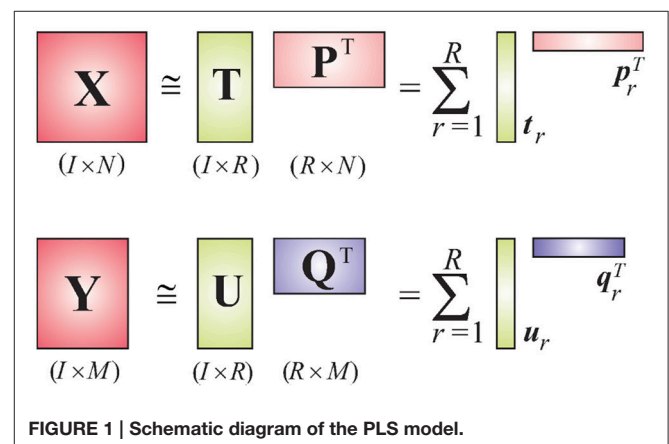 X ≅ T P^T = ∑_{r=1}^{R} t_r p_r^T
(I×N) (I×R) (R×N)
Y ≅ U Q^T = ∑_{r=1}^{R} u_r q_r^T
(I×M) (I×R) (R×M)
FIGURE 1 | Schematic diagram of the PLS model.